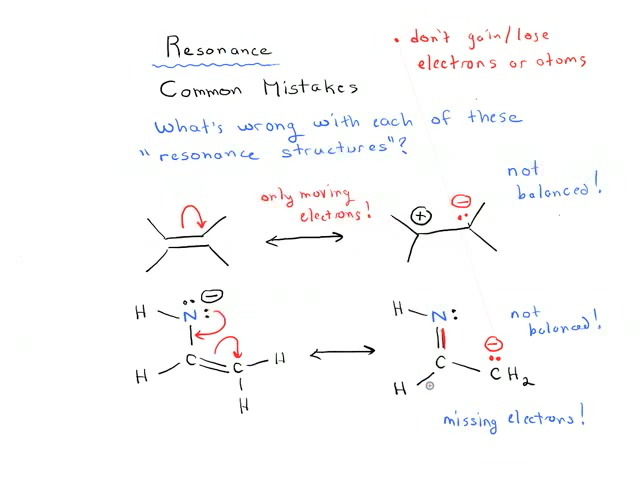 Resonance
• don't gain/lose
electrons or atoms
Common Mistakes
What's wrong with each of these
"resonance structures"?
not
balanced!
only moving
electrons!
+ −
H N: −
C C H
H
H
H N:
C −
H CH2
not
balanced!
missing electrons!